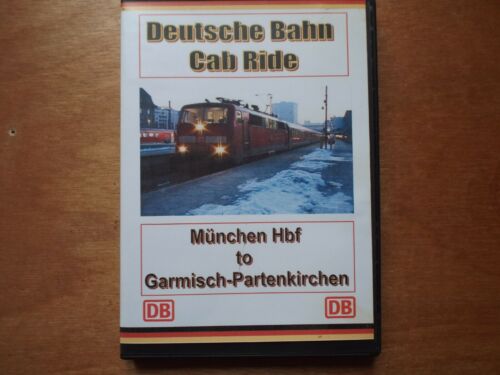 Deutsche Bahn
Cab Ride
München Hbf
to
Garmisch-Partenkirchen
DB
DB